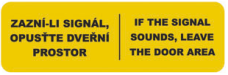 ZAZNÍ-LI SIGNÁL,
OPUSŤTE DVEŘNÍ
PROSTOR
IF THE SIGNAL
SOUNDS, LEAVE
THE DOOR AREA